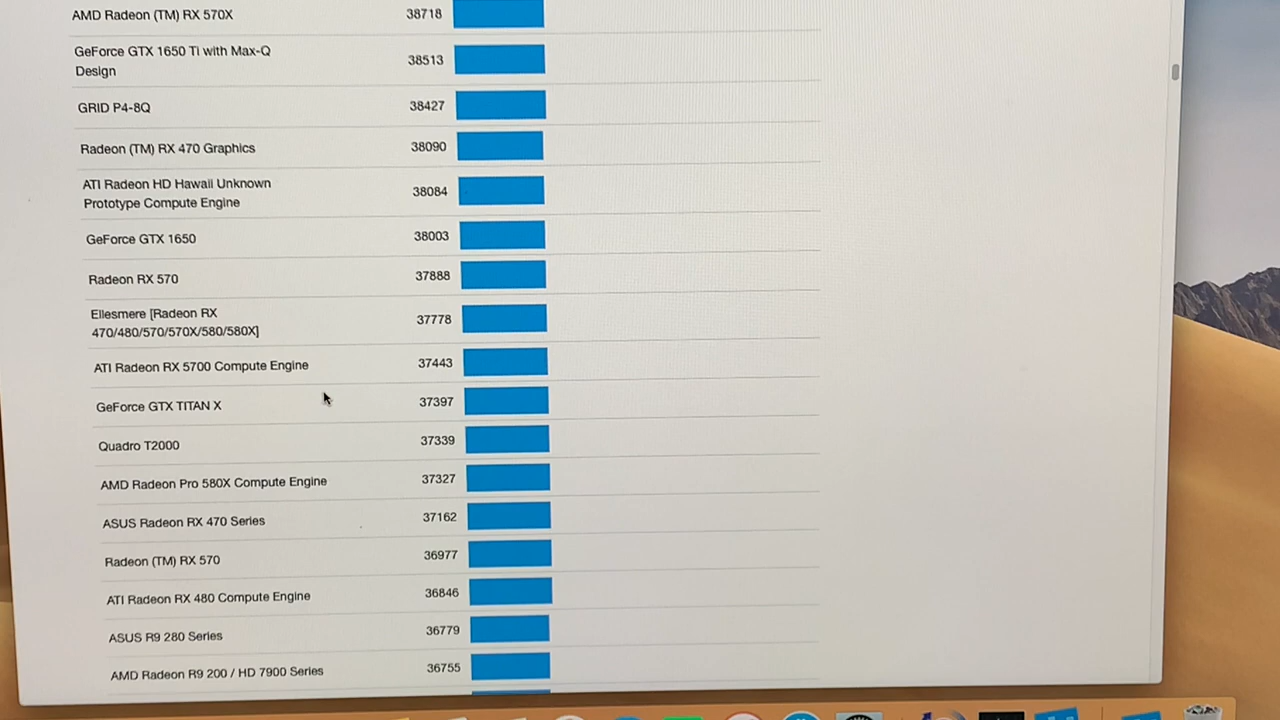 AMD Radeon (TM) RX 570X 38718
GeForce GTX 1650 Ti with Max-Q
Design 38513
GRID P4-8Q 38427
Radeon (TM) RX 470 Graphics 38090
ATI Radeon HD Hawaii Unknown
Prototype Compute Engine 38084
GeForce GTX 1650 38003
Radeon RX 570 37888
Ellesmere [Radeon RX
470/480/570/570X/580/580X] 37778
ATI Radeon RX 5700 Compute Engine 37443
GeForce GTX TITAN X 37397
Quadro T2000 37339
AMD Radeon Pro 580X Compute Engine 37327
ASUS Radeon RX 470 Series 37162
Radeon (TM) RX 570 36977
ATI Radeon RX 480 Compute Engine 36846
ASUS R9 280 Series 36779
AMD Radeon R9 200 / HD 7900 Series 36755